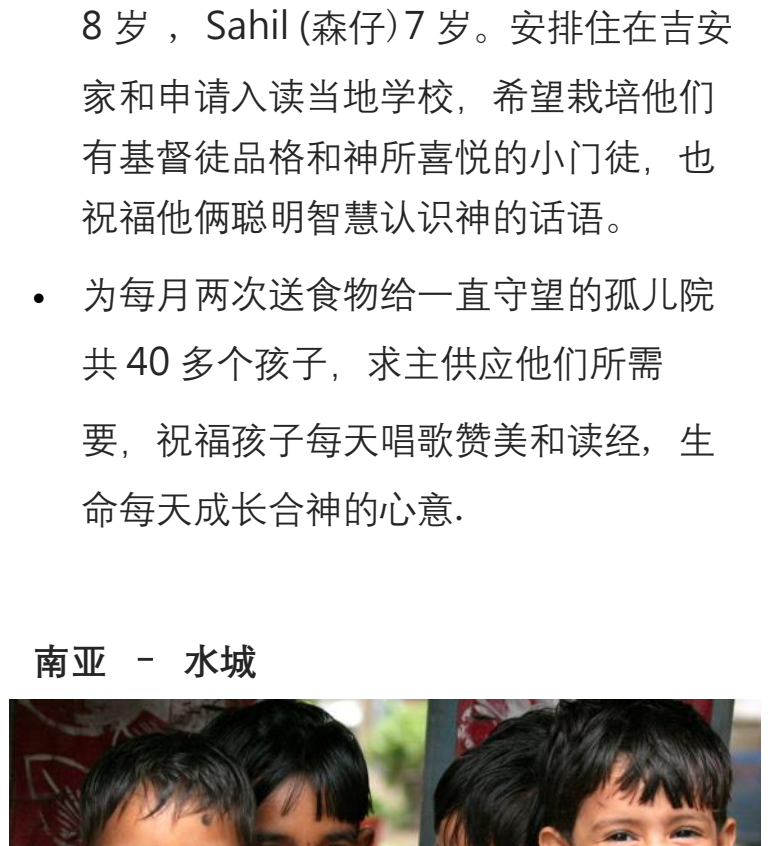 8 岁 ， Sahil (森仔)7 岁。安排住在吉安
家和申请入读当地学校，希望栽培他们
有基督徒品格和神所喜悦的小门徒，也
祝福他俩聪明智慧认识神的话语。
• 为每月两次送食物给一直守望的孤儿院
共 40 多个孩子，求主供应他们所需
要，祝福孩子每天唱歌赞美和读经，生
命每天成长合神的心意.
南亚 – 水城